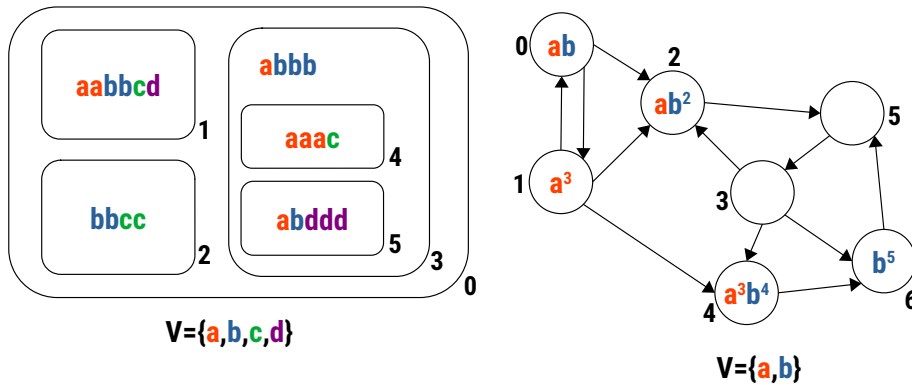 aabbcd
1
bbcc
2
abbb
aaac
4
abddd
5
3
0
V={a,b,c,d}
0
ab
2
ab²
5
1
a³
3
b⁵
6
a³b⁴
4
V={a,b}